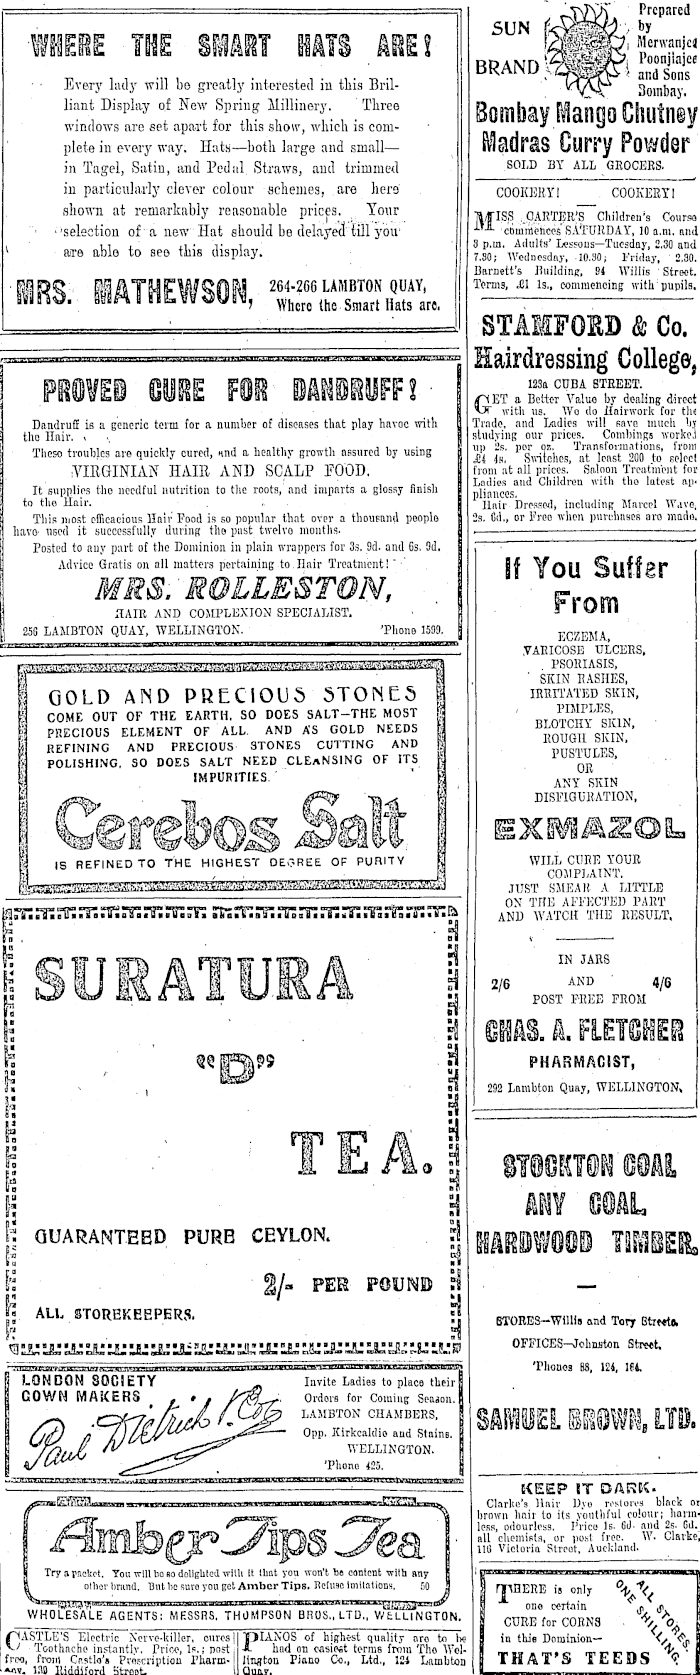 WHERE THE SMART HATS ARE!
Every lady will be greatly interested in this Bril-
liant Display of New Spring Millinery. Three
windows are set apart for this show, which is com-
plete in every way. Hats—both large and small—
in Tagel, Satin, and Pedal Straws, and trimmed
in particularly clever colour schemes, are here
shown at remarkably reasonable prices. Your
selection of a new Hat should be delayed till you
are able to see this display.
MRS. MATHEWSON, 264-266 LAMBTON QUAY,
Where the Smart Hats are.
PROVED CURE FOR DANDRUFF!
Dandruff is a generic term for a number of diseases that play havoc with
the Hair.
These troubles are quickly cured, and a healthy growth assured by using
VIRGINIAN HAIR AND SCALP FOOD.
It supplies the needful nutrition to the roots, and imparts a glossy finish
to the Hair.
This most efficacious Hair Food is so popular that over a thousand people
have used it successfully during the past twelve months.
Posted to any part of the Dominion in plain wrappers for 3s. 9d. and 6s. 9d.
Advice Gratis on all matters pertaining to Hair Treatment!
MRS. ROLLESTON,
HAIR AND COMPLEXION SPECIALIST.
256 LAMBTON QUAY, WELLINGTON. 'Phone 1599.
GOLD AND PRECIOUS STONES
COME OUT OF THE EARTH, SO DOES SALT—THE MOST
PRECIOUS ELEMENT OF ALL. AND AS GOLD NEEDS
REFINING AND PRECIOUS STONES CUTTING AND
POLISHING, SO DOES SALT NEED CLEANSING OF ITS
IMPURITIES.
Cerebos Salt
IS REFINED TO THE HIGHEST DEGREE OF PURITY
SURATURA
"D"
TEA.
GUARANTEED PURE CEYLON.
2/- PER POUND
ALL STOREKEEPERS.
LONDON SOCIETY
GOWN MAKERS
Paul Dietrich & Co
Invite Ladies to place their
Orders for Coming Season.
LAMBTON CHAMBERS,
Opp. Kirkcaldie and Stains.
WELLINGTON.
'Phone 425.
Amber Tips Tea
Try a packet. You will be so delighted with it that you won't be content with any
other brand. But be sure you get Amber Tips. Refuse imitations. 50
WHOLESALE AGENTS: MESSRS. THOMPSON BROS., LTD., WELLINGTON.
CASTLE'S Electric Nerve-killer, cures
Toothache instantly. Price, 1s.; post
free, from Castle's Prescription Pharm-
acy, 139 Riddiford Street.
PIANOS of highest quality are to be
had on easiest terms from The Wel-
lington Piano Co., Ltd., 124 Lambton
Quay.
SUN
BRAND
Prepared
by
Merwanjee
Poonjiajee
and Sons
Bombay.
Bombay Mango Chutney
Madras Curry Powder
SOLD BY ALL GROCERS.
COOKERY! COOKERY!
MISS CARTER'S Children's Course
commences SATURDAY, 10 a.m. and
3 p.m. Adults' Lessons—Tuesday, 2.30 and
7.30; Wednesday, 10.30; Friday, 2.30.
Barnett's Building, 94 Willis Street.
Terms, £1 1s., commencing with pupils.
STAMFORD & Co.
Hairdressing College,
123a CUBA STREET.
GET a Better Value by dealing direct
with us. We do Hairwork for the
Trade, and Ladies will save much by
studying our prices. Combings worked
up 2s. per oz. Transformations, from
£4 4s. Switches, at least 200 to select
from at all prices. Saloon Treatment for
Ladies and Children with the latest ap-
pliances.
Hair Dressed, including Marcel Wave,
2s. 6d., or Free when purchases are made.
If You Suffer
From
ECZEMA,
VARICOSE ULCERS,
PSORIASIS,
SKIN RASHES,
IRRITATED SKIN,
PIMPLES,
BLOTCHY SKIN,
ROUGH SKIN,
PUSTULES,
OR
ANY SKIN
DISFIGURATION,
EXMAZOL
WILL CURE YOUR
COMPLAINT.
JUST SMEAR A LITTLE
ON THE AFFECTED PART
AND WATCH THE RESULT.
IN JARS
2/6 AND 4/6
POST FREE FROM
CHAS. A. FLETCHER
PHARMACIST,
292 Lambton Quay, WELLINGTON.
STOCKTON COAL
ANY COAL,
HARDWOOD TIMBER,
STORES—Willis and Tory Streets.
OFFICES—Johnston Street.
'Phones 88, 124, 164.
SAMUEL BROWN, LTD.
KEEP IT DARK.
Clarke's Hair Dye restores black or
brown hair to its youthful colour; harm-
less, odourless. Price 1s. 6d. and 2s. 6d.
all chemists, or post free. W. Clarke,
116 Victoria Street, Auckland.
THERE is only
one certain
CURE for CORNS
in this Dominion—
THAT'S TEEDS
ALL STORES.
ONE SHILLING.